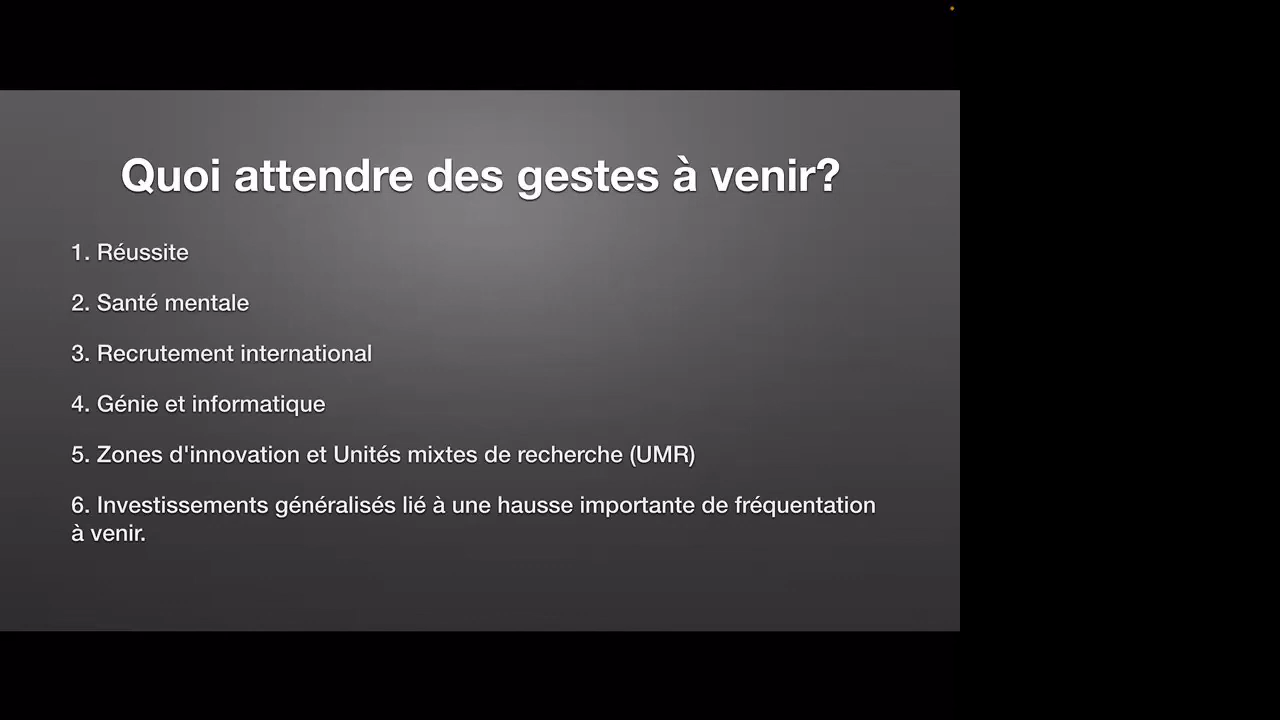 Quoi attendre des gestes à venir?
1. Réussite
2. Santé mentale
3. Recrutement international
4. Génie et informatique
5. Zones d'innovation et Unités mixtes de recherche (UMR)
6. Investissements généralisés lié à une hausse importante de fréquentation
à venir.